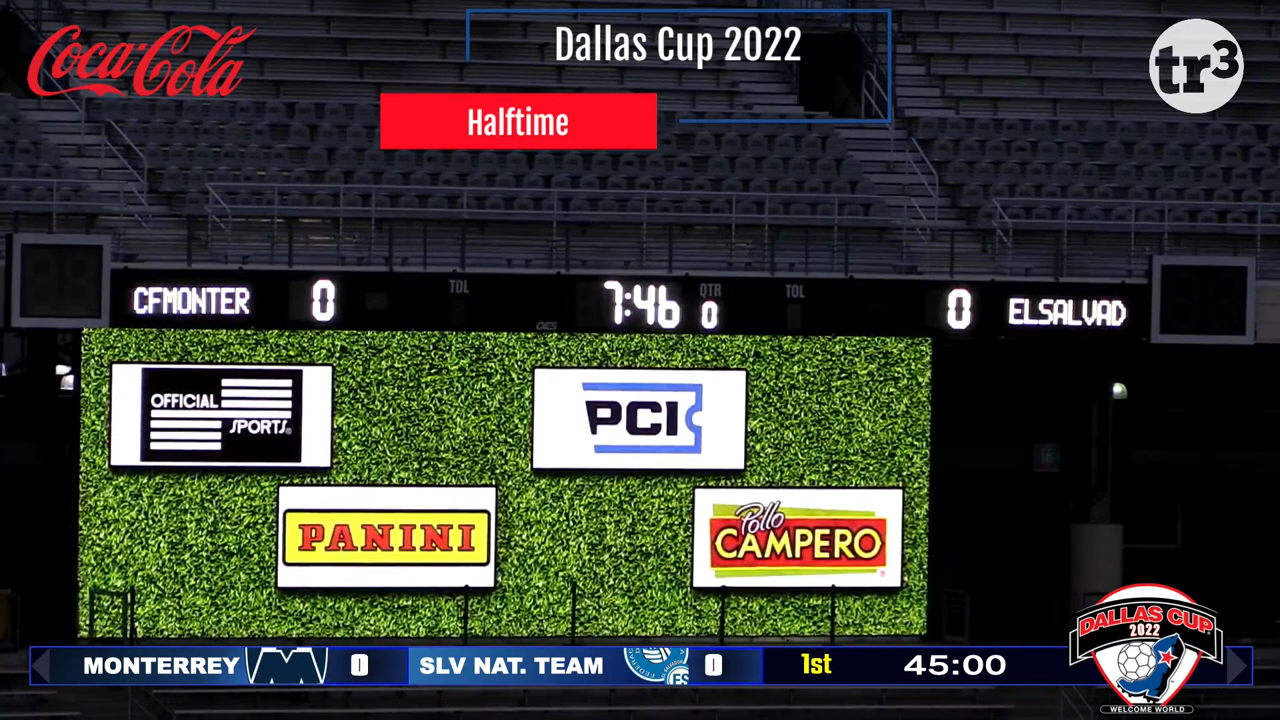 Coca-Cola
Dallas Cup 2022
tr3
Halftime
CFMONTER 0 TOL 7:46 QTR 0 TOL 0 ELSALVAD
OES
OFFICIAL SPORTS
PCI
PANINI
Pollo CAMPERO
DALLAS CUP
2022
MONTERREY 0 SLV NAT. TEAM 0 1st 45:00
WELCOME WORLD